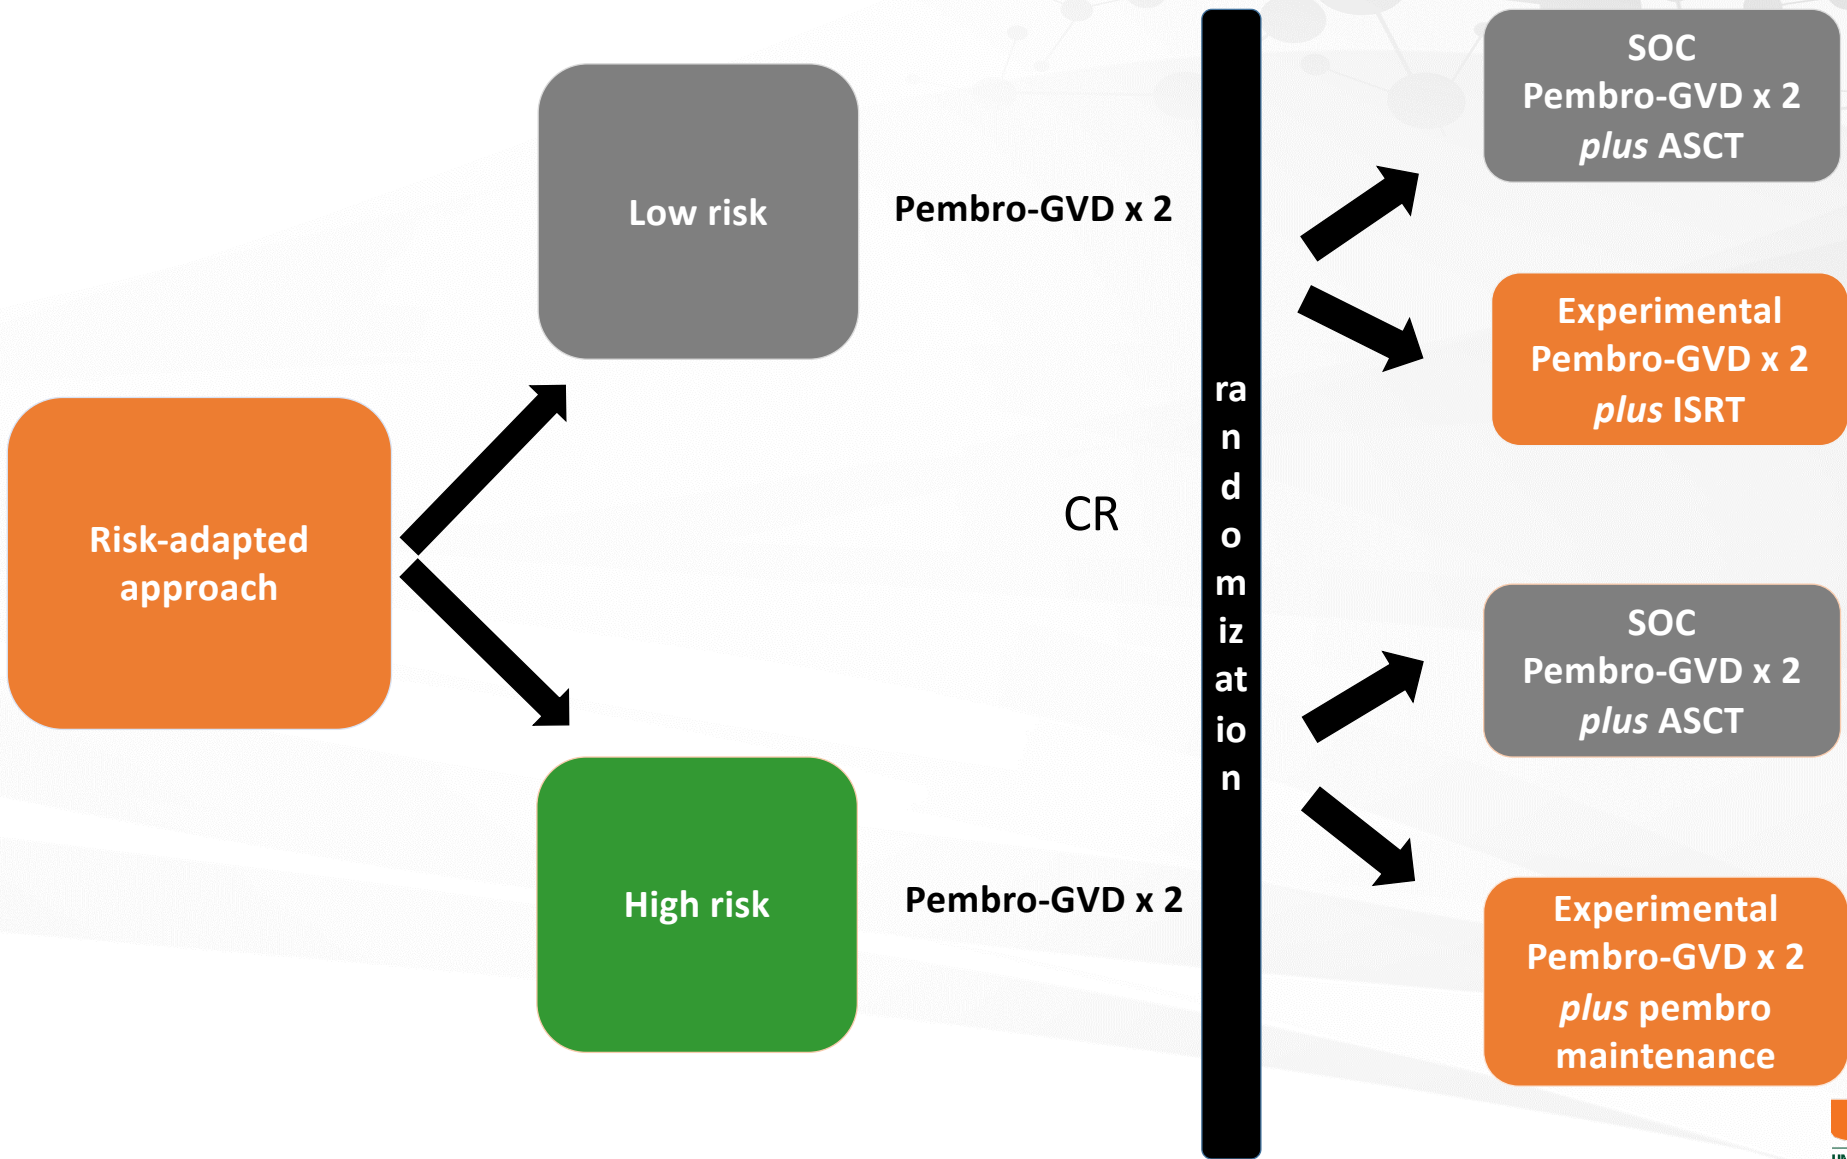 Risk-adapted
approach
Low risk
Pembro-GVD x 2
High risk
Pembro-GVD x 2
CR
ra
n
d
o
m
iz
at
io
n
SOC
Pembro-GVD x 2
plus ASCT
Experimental
Pembro-GVD x 2
plus ISRT
SOC
Pembro-GVD x 2
plus ASCT
Experimental
Pembro-GVD x 2
plus pembro
maintenance